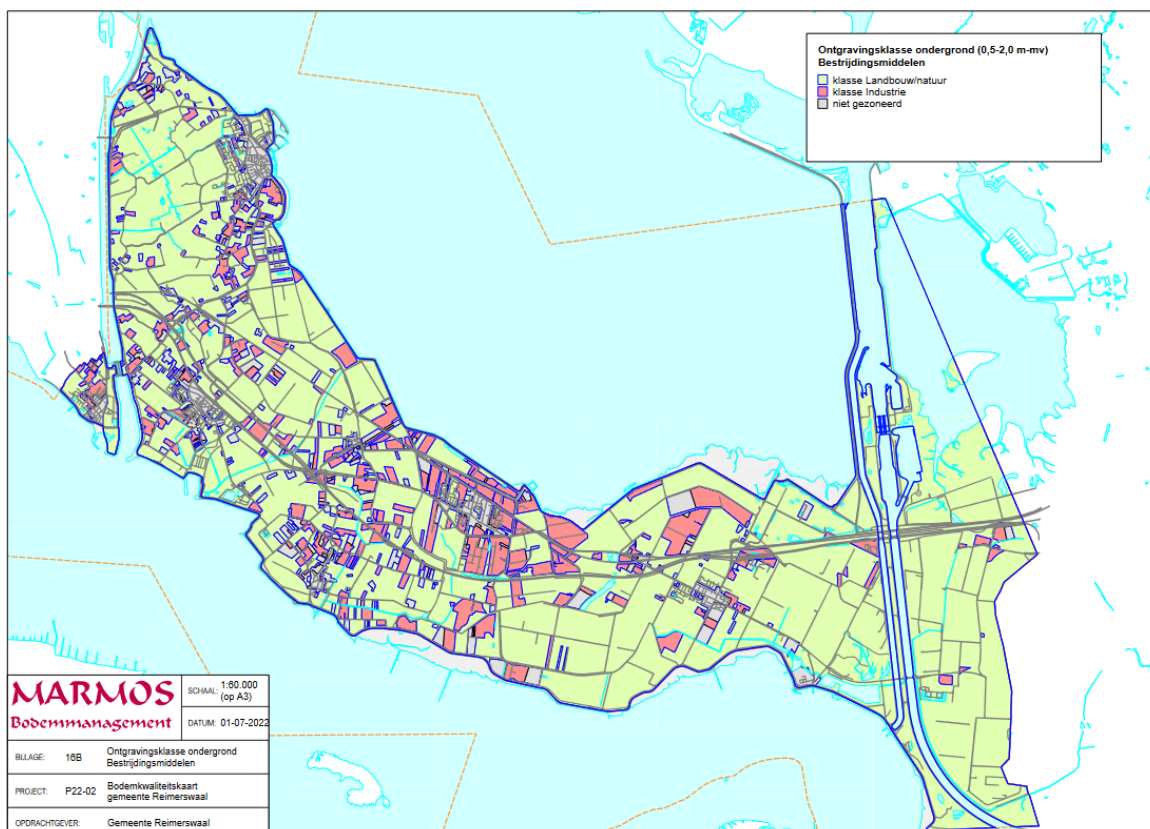 Ontgravingsklasse ondergrond (0,5-2,0 m-mv)
Bestrijdingsmiddelen
klasse Landbouw/natuur
klasse Industrie
niet gezoneerd
MARMOS
Bodemmanagement
SCHAAL: 1:60.000
(op A3)
DATUM: 01-07-2022
BIJLAGE: 16B Ontgravingsklasse ondergrond
Bestrijdingsmiddelen
PROJECT: P22-02 Bodemkwaliteitskaart
gemeente Reimerswaal
OPDRACHTGEVER: Gemeente Reimerswaal